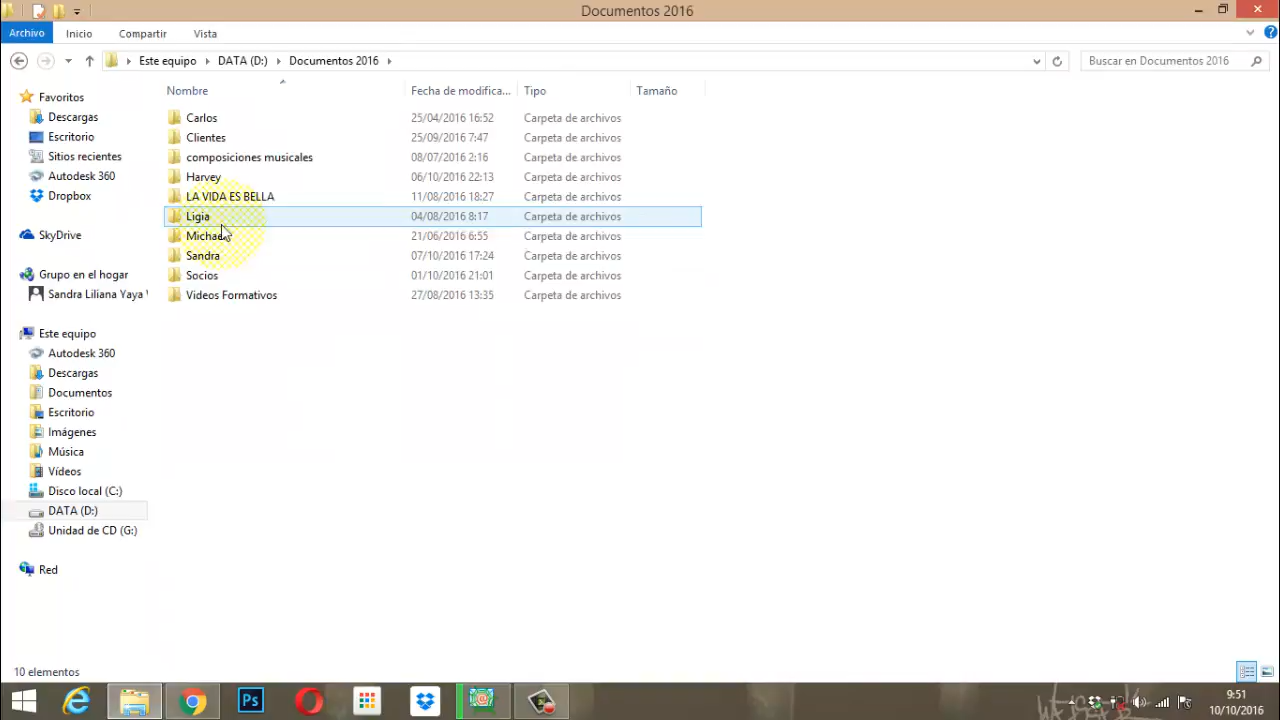 Documentos 2016
Archivo Inicio Compartir Vista
Este equipo DATA (D:) Documentos 2016
Buscar en Documentos 2016
Nombre Fecha de modifica... Tipo Tamaño
Carlos 25/04/2016 16:52 Carpeta de archivos
Clientes 25/09/2016 7:47 Carpeta de archivos
composiciones musicales 08/07/2016 2:16 Carpeta de archivos
Harvey 06/10/2016 22:13 Carpeta de archivos
LA VIDA ES BELLA 11/08/2016 18:27 Carpeta de archivos
Ligia 04/08/2016 8:17 Carpeta de archivos
21/06/2016 6:55 Carpeta de archivos
Sandra 07/10/2016 17:24 Carpeta de archivos
Socios 01/10/2016 21:01 Carpeta de archivos
Videos Formativos 27/08/2016 13:35 Carpeta de archivos
Favoritos
Descargas
Escritorio
Sitios recientes
Autodesk 360
Dropbox
SkyDrive
Grupo en el hogar
Sandra Liliana Yaya
Este equipo
Autodesk 360
Descargas
Documentos
Escritorio
Imágenes
Música
Vídeos
Disco local (C:)
DATA (D:)
Unidad de CD (G:)
Red
10 elementos
Ps
9:51
10/10/2016